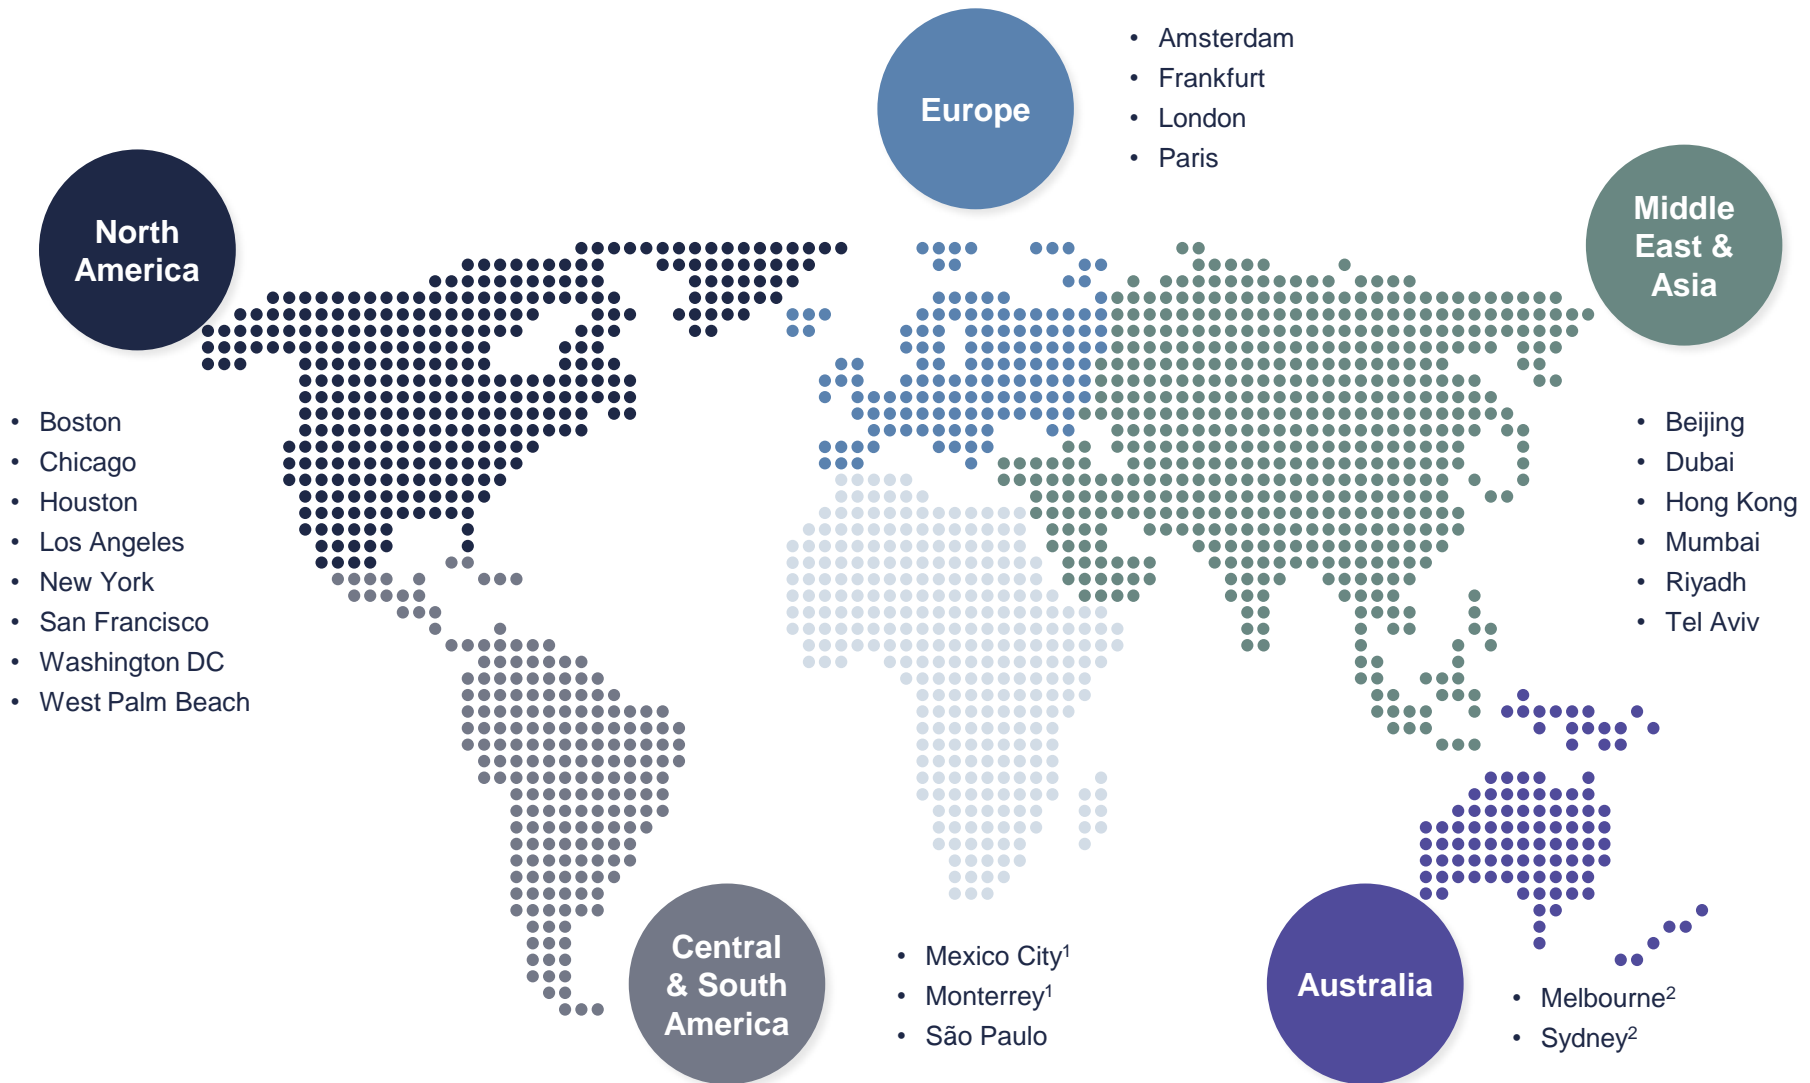 Europe
• Amsterdam
• Frankfurt
• London
• Paris
North
America
• Boston
• Chicago
• Houston
• Los Angeles
• New York
• San Francisco
• Washington DC
• West Palm Beach
Middle
East &
Asia
• Beijing
• Dubai
• Hong Kong
• Mumbai
• Riyadh
• Tel Aviv
Central
& South
America
• Mexico City¹
• Monterrey¹
• São Paulo
Australia
• Melbourne²
• Sydney²